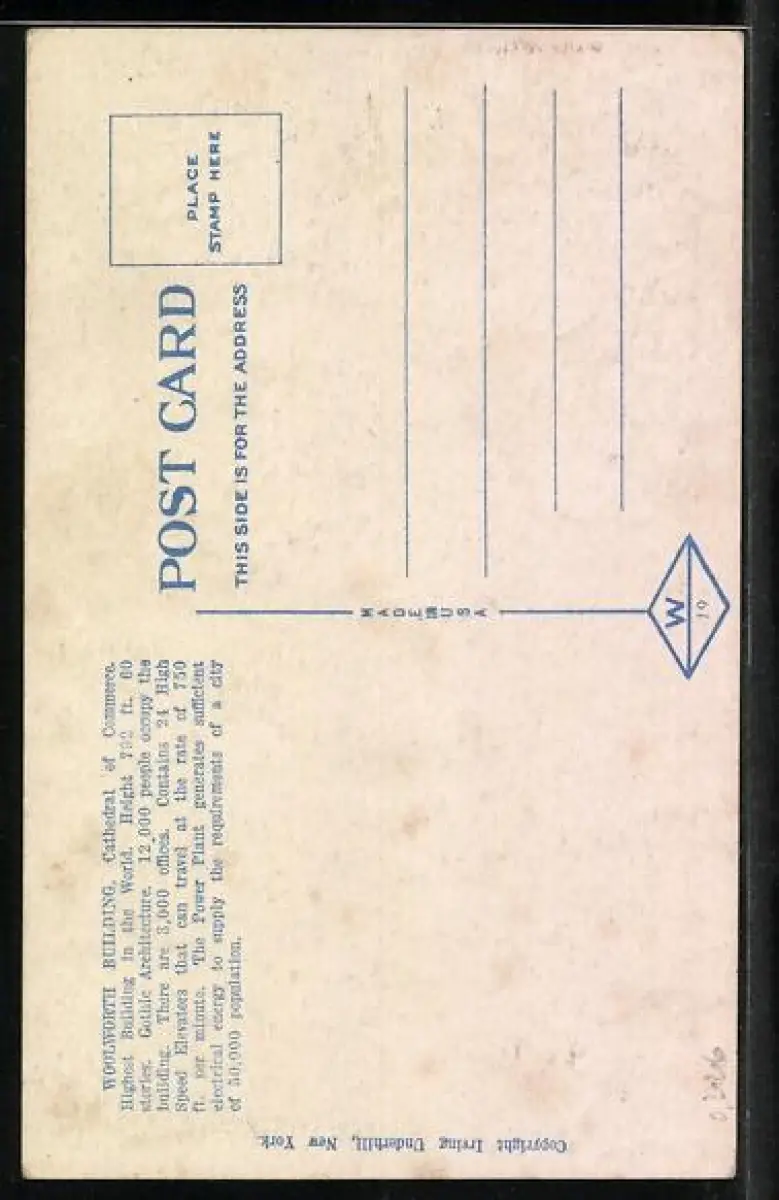 WOOLWORTH BUILDING, Cathedral of Commerce.
Highest Building in the World. Height 792 ft. 60
stories. Gothic Architecture. 12,000 people occupy the
building. There are 3,000 offices. Contains 24 High
Speed Elevators that can travel at the rate of 750
ft. per minute. The Power Plant generates sufficient
electrical energy to supply the requirements of a city
of 50,000 population.
Copyright Irving Underhill, New York.
POST CARD
THIS SIDE IS FOR THE ADDRESS
PLACE
STAMP HERE
MADE IN USA
W
19